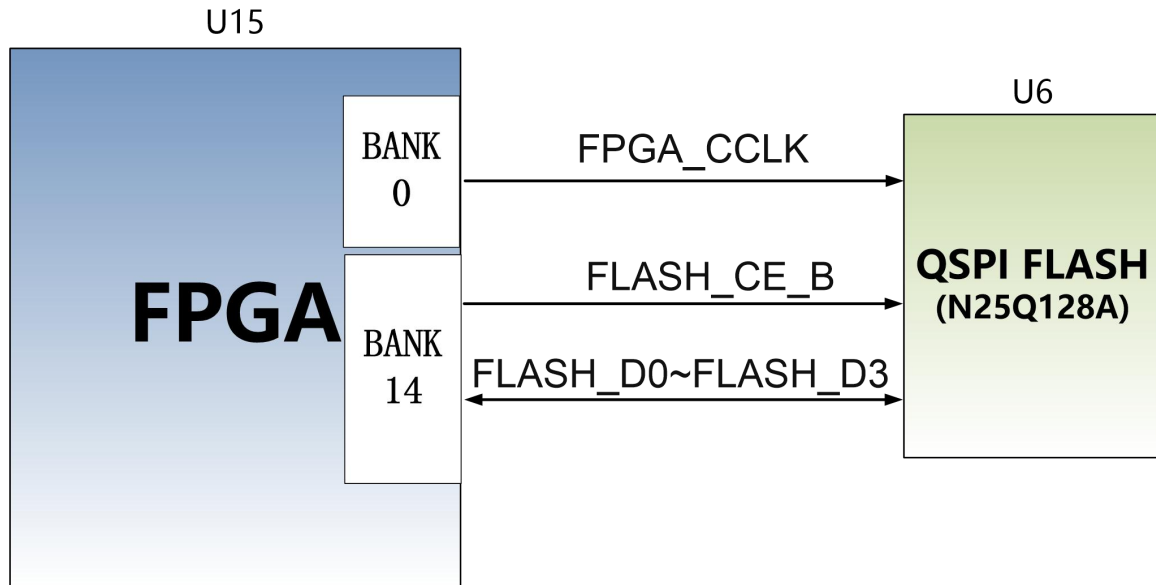 U15
U6
BANK
0
FPGA_CCLK
FPGA
FLASH_CE_B
QSPI FLASH
(N25Q128A)
BANK
14
FLASH_D0~FLASH_D3